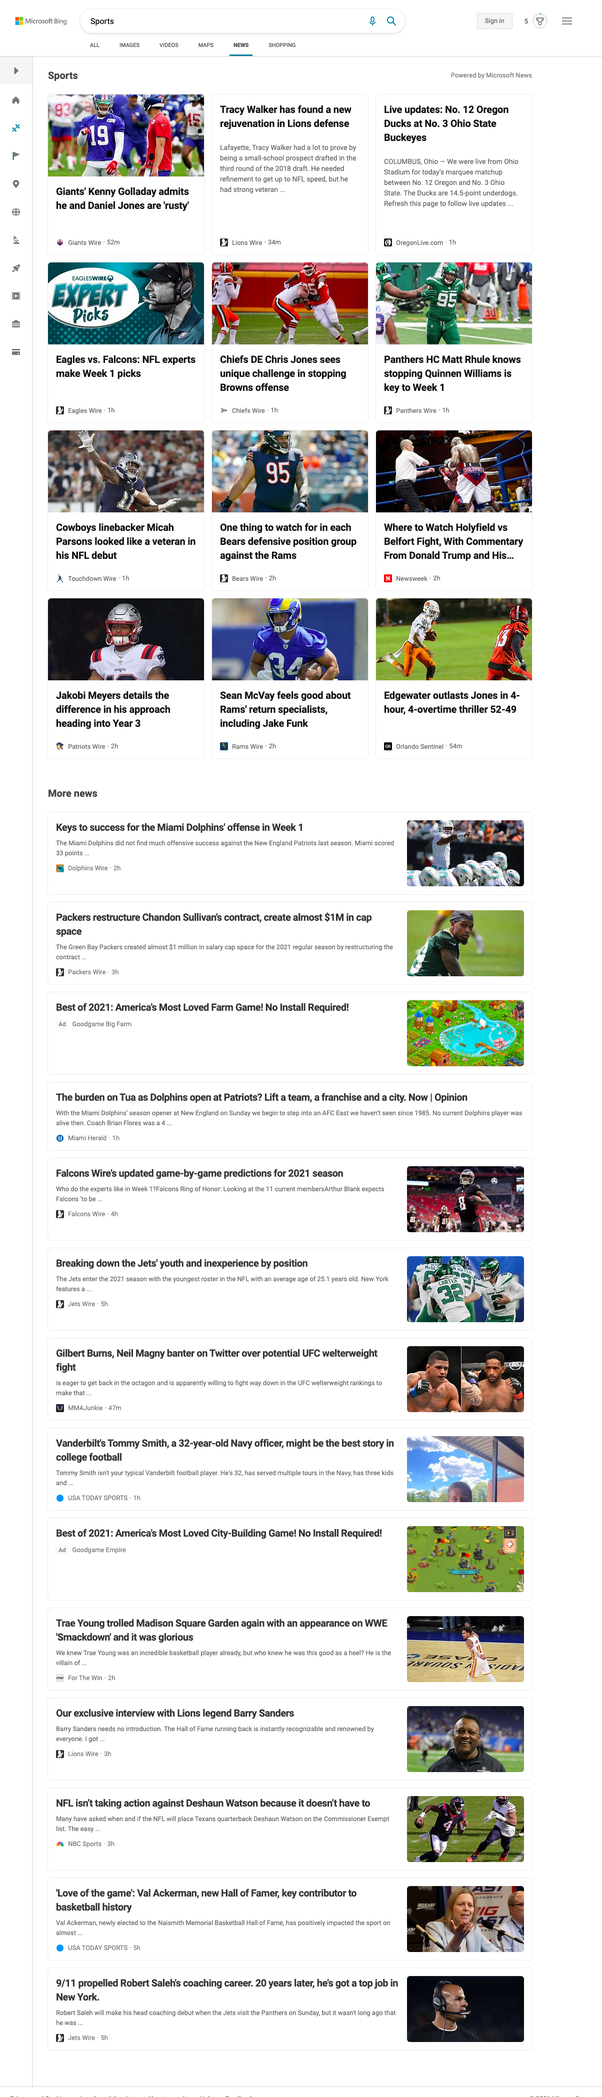 Microsoft Bing
Sports
Sign in
5
ALL
IMAGES
VIDEOS
MAPS
NEWS
SHOPPING
Sports
Powered by Microsoft News
Giants' Kenny Golladay admits
he and Daniel Jones are 'rusty'
Giants Wire · 52m
Tracy Walker has found a new
rejuvenation in Lions defense
Lafayette, Tracy Walker had a lot to prove by
being a small-school prospect drafted in the
third round of the 2018 draft. He needed
refinement to get up to NFL speed, but he
had strong veteran ...
Lions Wire · 34m
Live updates: No. 12 Oregon
Ducks at No. 3 Ohio State
Buckeyes
COLUMBUS, Ohio — We were live from Ohio
Stadium for today's marquee matchup
between No. 12 Oregon and No. 3 Ohio
State. The Ducks are 14.5-point underdogs.
Refresh this page to follow live updates ...
OregonLive.com · 1h
EAGLESWIRE
EXPERT
Picks
Eagles vs. Falcons: NFL experts
make Week 1 picks
Eagles Wire · 1h
Chiefs DE Chris Jones sees
unique challenge in stopping
Browns offense
Chiefs Wire · 1h
95
Panthers HC Matt Rhule knows
stopping Quinnen Williams is
key to Week 1
Panthers Wire · 1h
Cowboys linebacker Micah
Parsons looked like a veteran in
his NFL debut
Touchdown Wire · 1h
95
One thing to watch for in each
Bears defensive position group
against the Rams
Bears Wire · 2h
Where to Watch Holyfield vs
Belfort Fight, With Commentary
From Donald Trump and His...
Newsweek · 2h
Jakobi Meyers details the
difference in his approach
heading into Year 3
Patriots Wire · 2h
34
Sean McVay feels good about
Rams' return specialists,
including Jake Funk
Rams Wire · 2h
Edgewater outlasts Jones in 4-
hour, 4-overtime thriller 52-49
Orlando Sentinel · 54m
More news
Keys to success for the Miami Dolphins' offense in Week 1
The Miami Dolphins did not find much offensive success against the New England Patriots last season. Miami scored
33 points ...
Dolphins Wire · 2h
Packers restructure Chandon Sullivan's contract, create almost $1M in cap
space
The Green Bay Packers created almost $1 million in salary cap space for the 2021 regular season by restructuring the
contract ...
Packers Wire · 3h
Best of 2021: America's Most Loved Farm Game! No Install Required!
Ad Goodgame Big Farm
The burden on Tua as Dolphins open at Patriots? Lift a team, a franchise and a city. Now | Opinion
With the Miami Dolphins' season opener at New England on Sunday we begin to step into an AFC East we haven't seen since 1985. No current Dolphins player was
alive then. Coach Brian Flores was a 4 ...
Miami Herald · 1h
Falcons Wire's updated game-by-game predictions for 2021 season
Who do the experts like in Week 1?Falcons Ring of Honor: Looking at the 11 current membersArthur Blank expects
Falcons 'to be ...
Falcons Wire · 4h
Breaking down the Jets' youth and inexperience by position
The Jets enter the 2021 season with the youngest roster in the NFL with an average age of 25.1 years old. New York
features a ...
Jets Wire · 5h
32
Gilbert Burns, Neil Magny banter on Twitter over potential UFC welterweight
fight
is eager to get back in the octagon and is apparently willing to fight way down in the UFC welterweight rankings to
make that ...
MMAJunkie · 47m
Vanderbilt's Tommy Smith, a 32-year-old Navy officer, might be the best story in
college football
Tommy Smith isn't your typical Vanderbilt football player. He's 32, has served multiple tours in the Navy, has three kids
and ...
USA TODAY SPORTS · 1h
Best of 2021: America's Most Loved City-Building Game! No Install Required!
Ad Goodgame Empire
Trae Young trolled Madison Square Garden again with an appearance on WWE
'Smackdown' and it was glorious
We knew Trae Young was an incredible basketball player already, but who knew he was this good as a heel? He is the
villain of ...
For The Win · 2h
Our exclusive interview with Lions legend Barry Sanders
Barry Sanders needs no introduction. The Hall of Fame running back is instantly recognizable and renowned by
everyone. I got ...
Lions Wire · 3h
NFL isn't taking action against Deshaun Watson because it doesn't have to
Many have asked when and if the NFL will place Texans quarterback Deshaun Watson on the Commissioner Exempt
list. The easy ...
NBC Sports · 3h
'Love of the game': Val Ackerman, new Hall of Famer, key contributor to
basketball history
Val Ackerman, newly elected to the Naismith Memorial Basketball Hall of Fame, has positively impacted the sport on
almost ...
USA TODAY SPORTS · 5h
9/11 propelled Robert Saleh's coaching career. 20 years later, he's got a top job in
New York.
Robert Saleh will make his head coaching debut when the Jets visit the Panthers on Sunday, but it wasn't long ago that
he was ...
Jets Wire · 5h